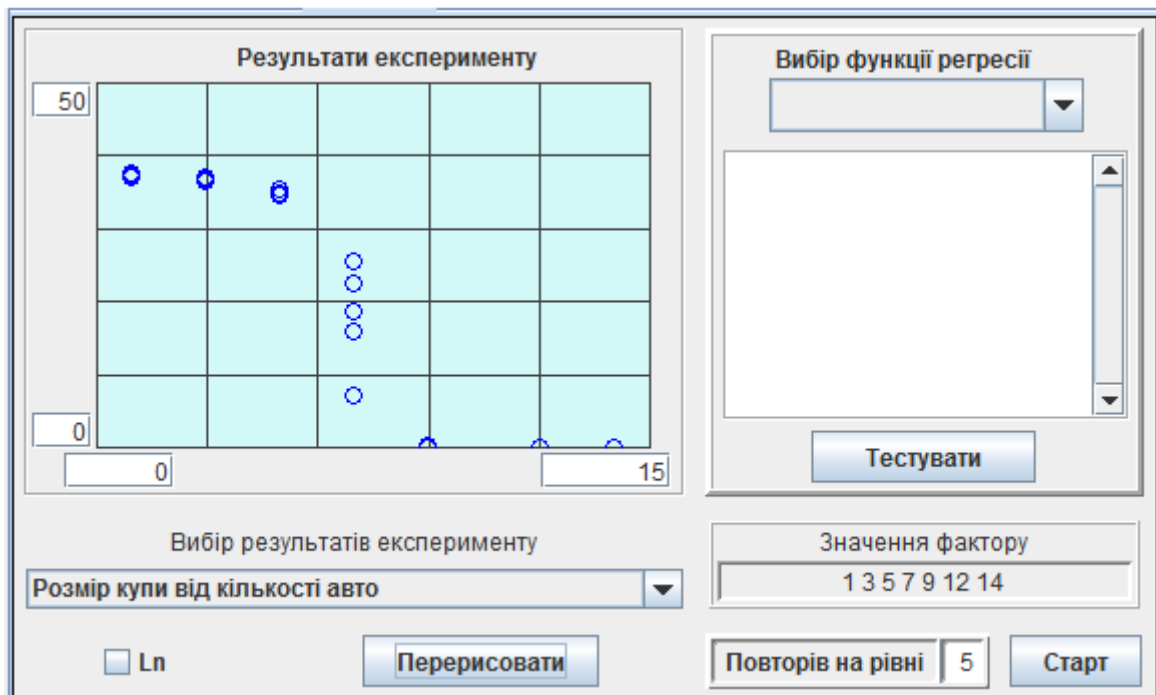 Результати експерименту
50
0
0
15
Вибір функції регресії
Тестувати
Вибір результатів експерименту
Розмір купи від кількості авто
Значення фактору
1 3 5 7 9 12 14
Ln
Перерисовати
Повторів на рівні
5
Старт